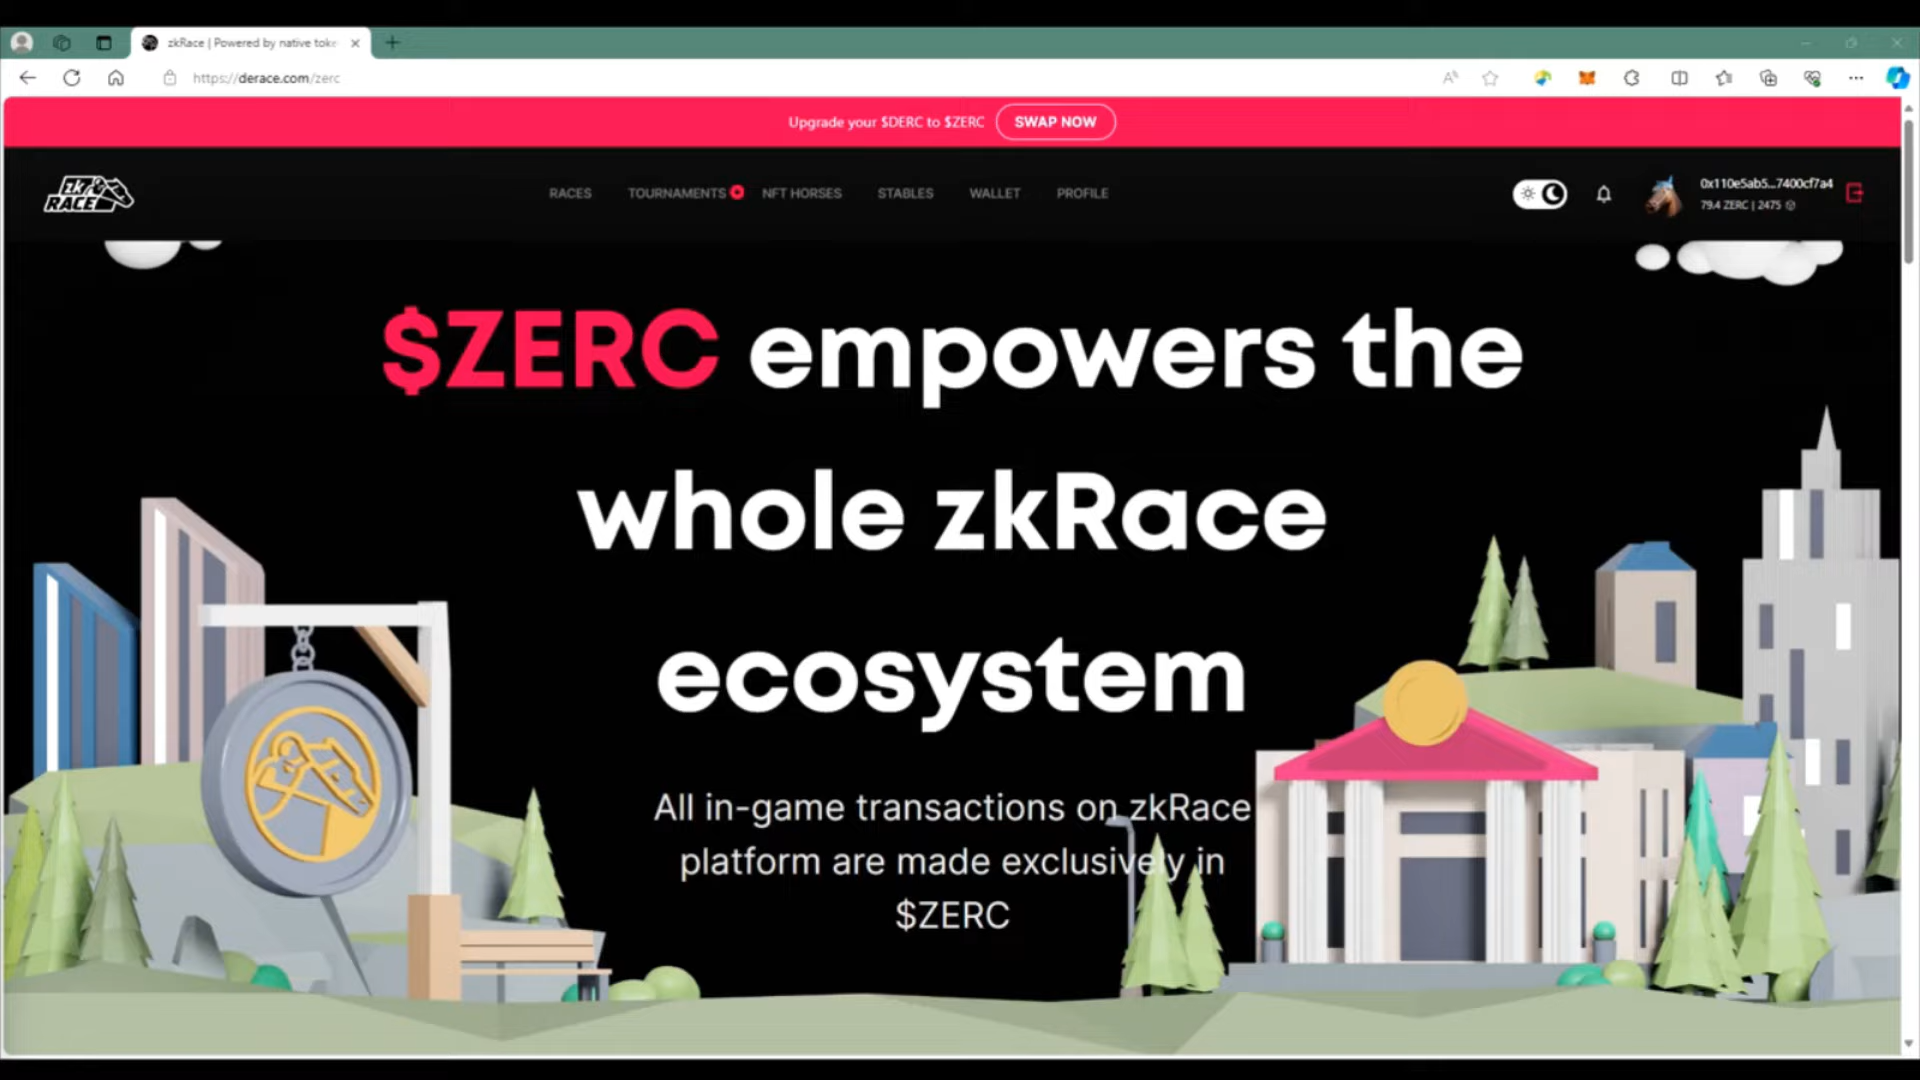 zkRace | Powered by native toke
https://derace.com/zerc
Upgrade your $DERC to $ZERC
SWAP NOW
zk RACE
RACES
TOURNAMENTS
NFT HORSES
STABLES
WALLET
PROFILE
0x110e5ab5...7400cf7a4
79.4 ZERC | 2475
$ZERC empowers the
whole zkRace
ecosystem
All in-game transactions on zkRace
platform are made exclusively in
$ZERC